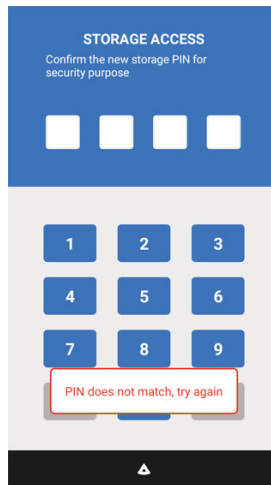 STORAGE ACCESS
Confirm the new storage PIN for
security purpose
1 2 3
4 5 6
7 8 9
PIN does not match, try again